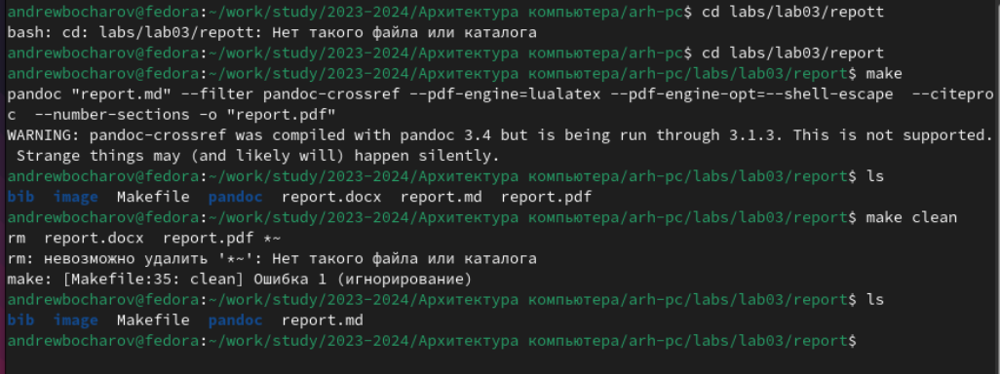 andrewbocharov@fedora:~/work/study/2023-2024/Архитектура компьютера/arh-pc$ cd labs/lab03/repott
bash: cd: labs/lab03/repott: Нет такого файла или каталога
andrewbocharov@fedora:~/work/study/2023-2024/Архитектура компьютера/arh-pc$ cd labs/lab03/report
andrewbocharov@fedora:~/work/study/2023-2024/Архитектура компьютера/arh-pc/labs/lab03/report$ make
pandoc "report.md" --filter pandoc-crossref --pdf-engine=lualatex --pdf-engine-opt=--shell-escape  --citepro
c  --number-sections -o "report.pdf"
WARNING: pandoc-crossref was compiled with pandoc 3.4 but is being run through 3.1.3. This is not supported.
 Strange things may (and likely will) happen silently.
andrewbocharov@fedora:~/work/study/2023-2024/Архитектура компьютера/arh-pc/labs/lab03/report$ ls
bib  image  Makefile  pandoc  report.docx  report.md  report.pdf
andrewbocharov@fedora:~/work/study/2023-2024/Архитектура компьютера/arh-pc/labs/lab03/report$ make clean
rm  report.docx  report.pdf *~
rm: невозможно удалить '*~': Нет такого файла или каталога
make: [Makefile:35: clean] Ошибка 1 (игнорирование)
andrewbocharov@fedora:~/work/study/2023-2024/Архитектура компьютера/arh-pc/labs/lab03/report$ ls
bib  image  Makefile  pandoc  report.md
andrewbocharov@fedora:~/work/study/2023-2024/Архитектура компьютера/arh-pc/labs/lab03/report$